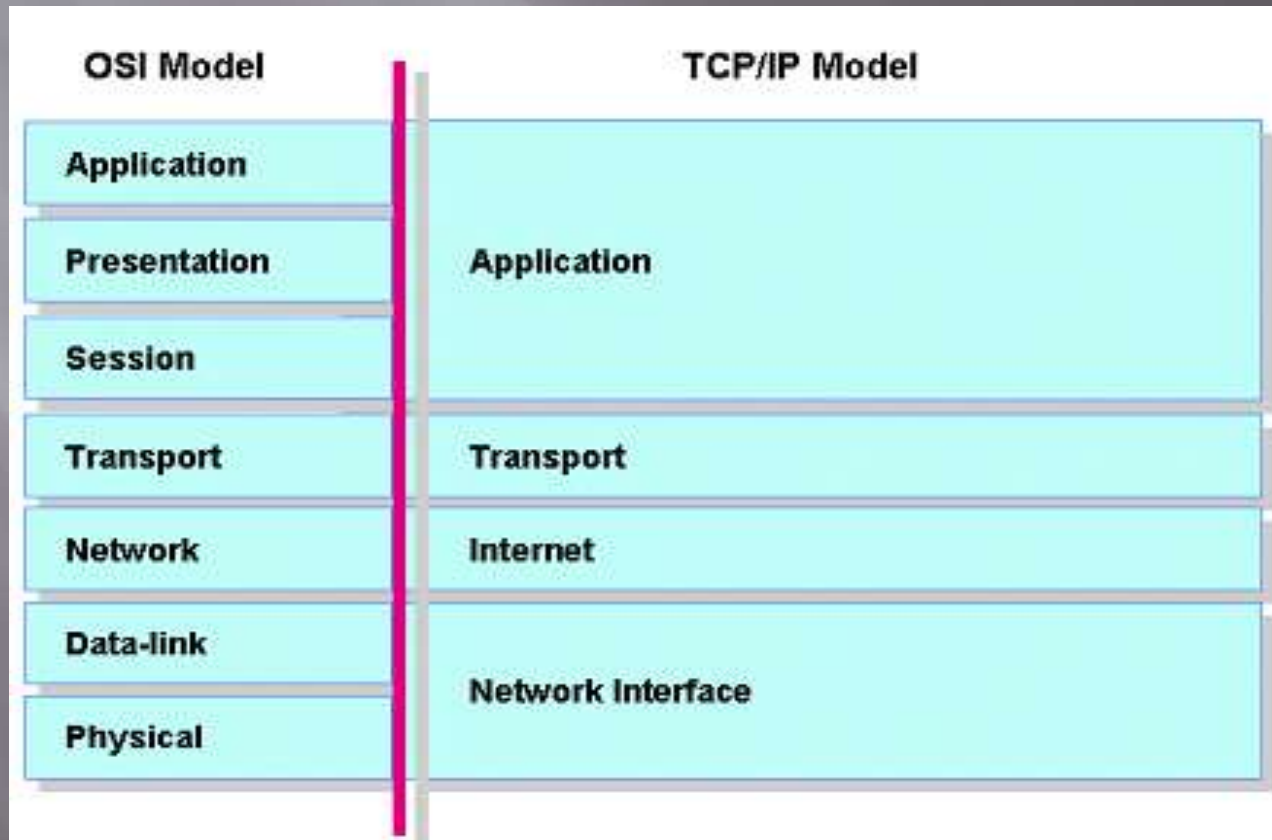 OSI Model
TCP/IP Model
Application
Presentation
Session
Transport
Network
Data-link
Physical
Application
Transport
Internet
Network Interface